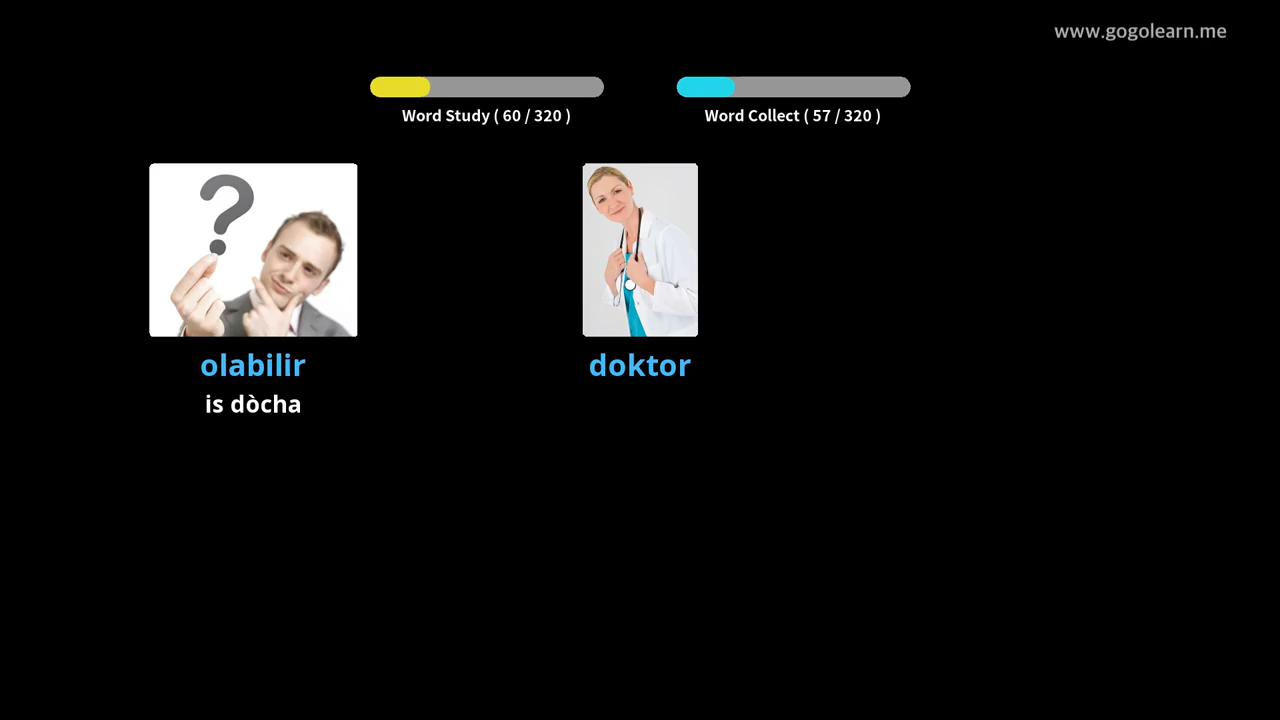 www.gogolearn.me
Word Study ( 60 / 320 )
Word Collect ( 57 / 320 )
olabilir
is dòcha
doktor